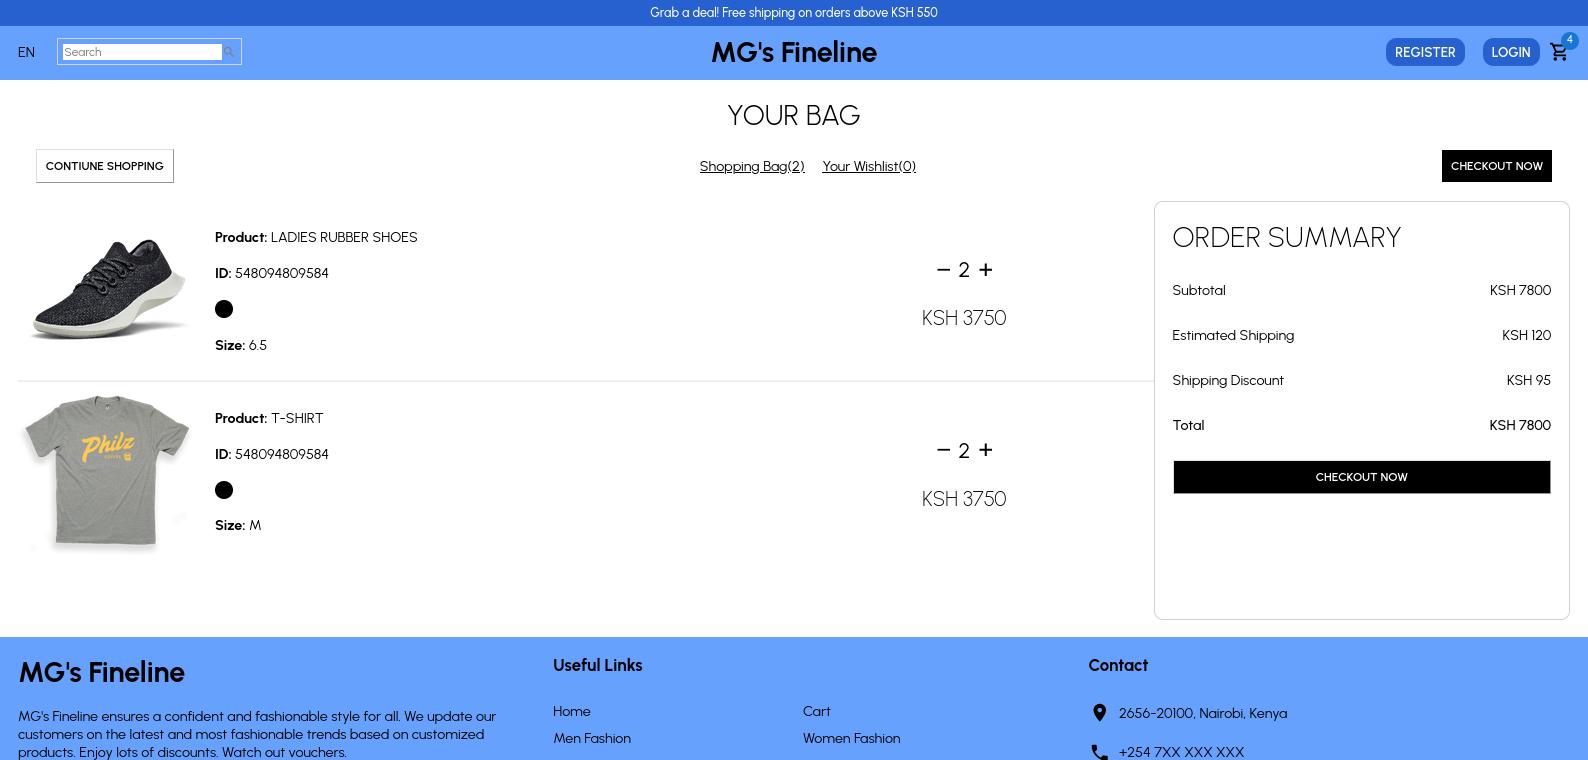 Grab a deal! Free shipping on orders above KSH 550
EN
Search
MG's Fineline
REGISTER
LOGIN
4
YOUR BAG
CONTIUNE SHOPPING
Shopping Bag(2)
Your Wishlist(0)
CHECKOUT NOW
Product: LADIES RUBBER SHOES
ID: 548094809584
Size: 6.5
− 2 +
KSH 3750
Product: T-SHIRT
ID: 548094809584
Size: M
− 2 +
KSH 3750
Philz
ORDER SUMMARY
Subtotal KSH 7800
Estimated Shipping KSH 120
Shipping Discount KSH 95
Total KSH 7800
CHECKOUT NOW
MG's Fineline
MG's Fineline ensures a confident and fashionable style for all. We update our
customers on the latest and most fashionable trends based on customized
products. Enjoy lots of discounts. Watch out vouchers.
Useful Links
Home
Cart
Men Fashion
Women Fashion
Contact
2656-20100, Nairobi, Kenya
+254 7XX XXX XXX